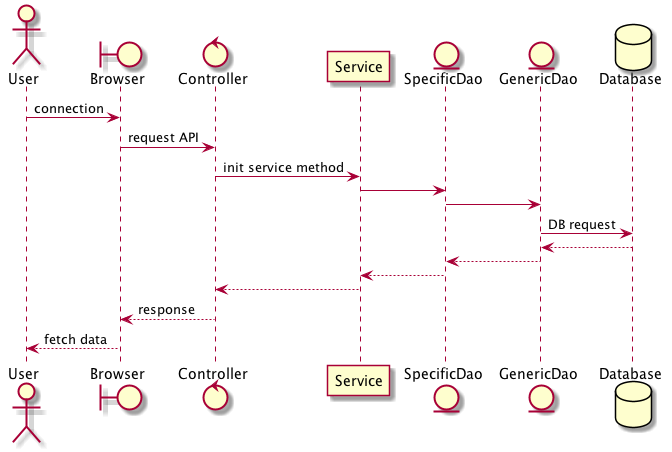 User
Browser
Controller
Service
SpecificDao
GenericDao
Database
connection
request API
init service method
DB request
response
fetch data
User
Browser
Controller
Service
SpecificDao
GenericDao
Database